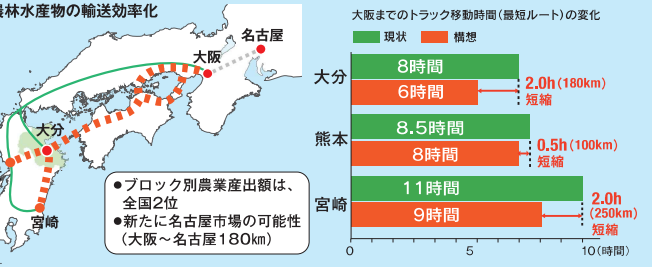 農林水産物の輸送効率化
名古屋
大阪
大分
宮崎
●ブロック別農業産出額は、
全国2位
●新たに名古屋市場の可能性
（大阪～名古屋180km）
大阪までのトラック移動時間（最短ルート）の変化
現状 構想
大分
8時間
6時間
2.0h(180km)
短縮
熊本
8.5時間
8時間
0.5h(100km)
短縮
宮崎
11時間
9時間
2.0h
(250km)
短縮
0 5 10(時間)